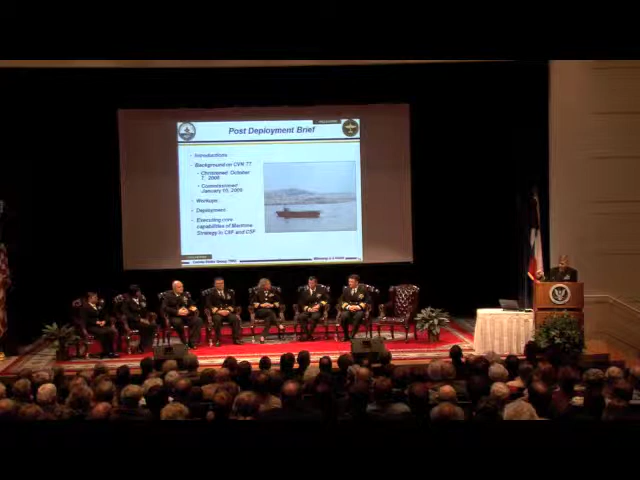 Post Deployment Brief
- Introductions
- Background on CVN 77
- Christened: October
7, 2006
- Commissioned:
January 10, 2009
- Workups
- Deployment
- Executing core
capabilities of Maritime
Strategy in C5F and C6F